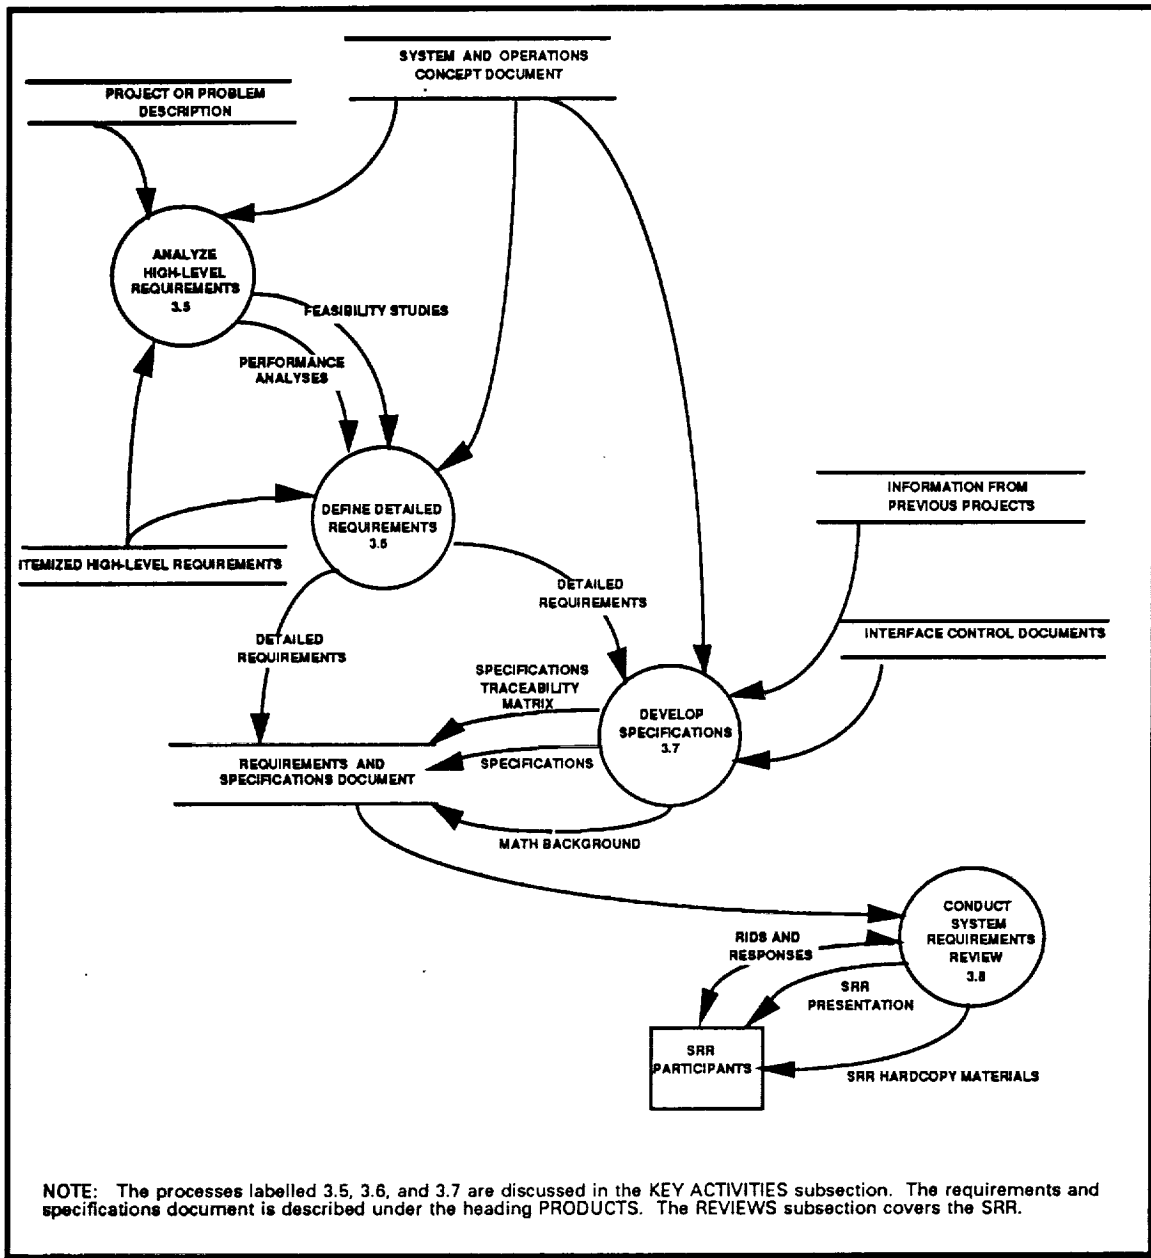 SYSTEM AND OPERATIONS
CONCEPT DOCUMENT
PROJECT OR PROBLEM
DESCRIPTION
ANALYZE
HIGH-LEVEL
REQUIREMENTS
3.5
FEASIBILITY STUDIES
PERFORMANCE
ANALYSES
DEFINE DETAILED
REQUIREMENTS
3.6
ITEMIZED HIGH-LEVEL REQUIREMENTS
INFORMATION FROM
PREVIOUS PROJECTS
DETAILED
REQUIREMENTS
DETAILED
REQUIREMENTS
INTERFACE CONTROL DOCUMENTS
SPECIFICATIONS
TRACEABILITY
MATRIX
DEVELOP
SPECIFICATIONS
3.7
REQUIREMENTS AND
SPECIFICATIONS DOCUMENT
SPECIFICATIONS
MATH BACKGROUND
CONDUCT
SYSTEM
REQUIREMENTS
REVIEW
3.8
RIDS AND
RESPONSES
SRR
PRESENTATION
SRR
PARTICIPANTS
SRR HARDCOPY MATERIALS
NOTE: The processes labelled 3.5, 3.6, and 3.7 are discussed in the KEY ACTIVITIES subsection. The requirements and
specifications document is described under the heading PRODUCTS. The REVIEWS subsection covers the SRR.